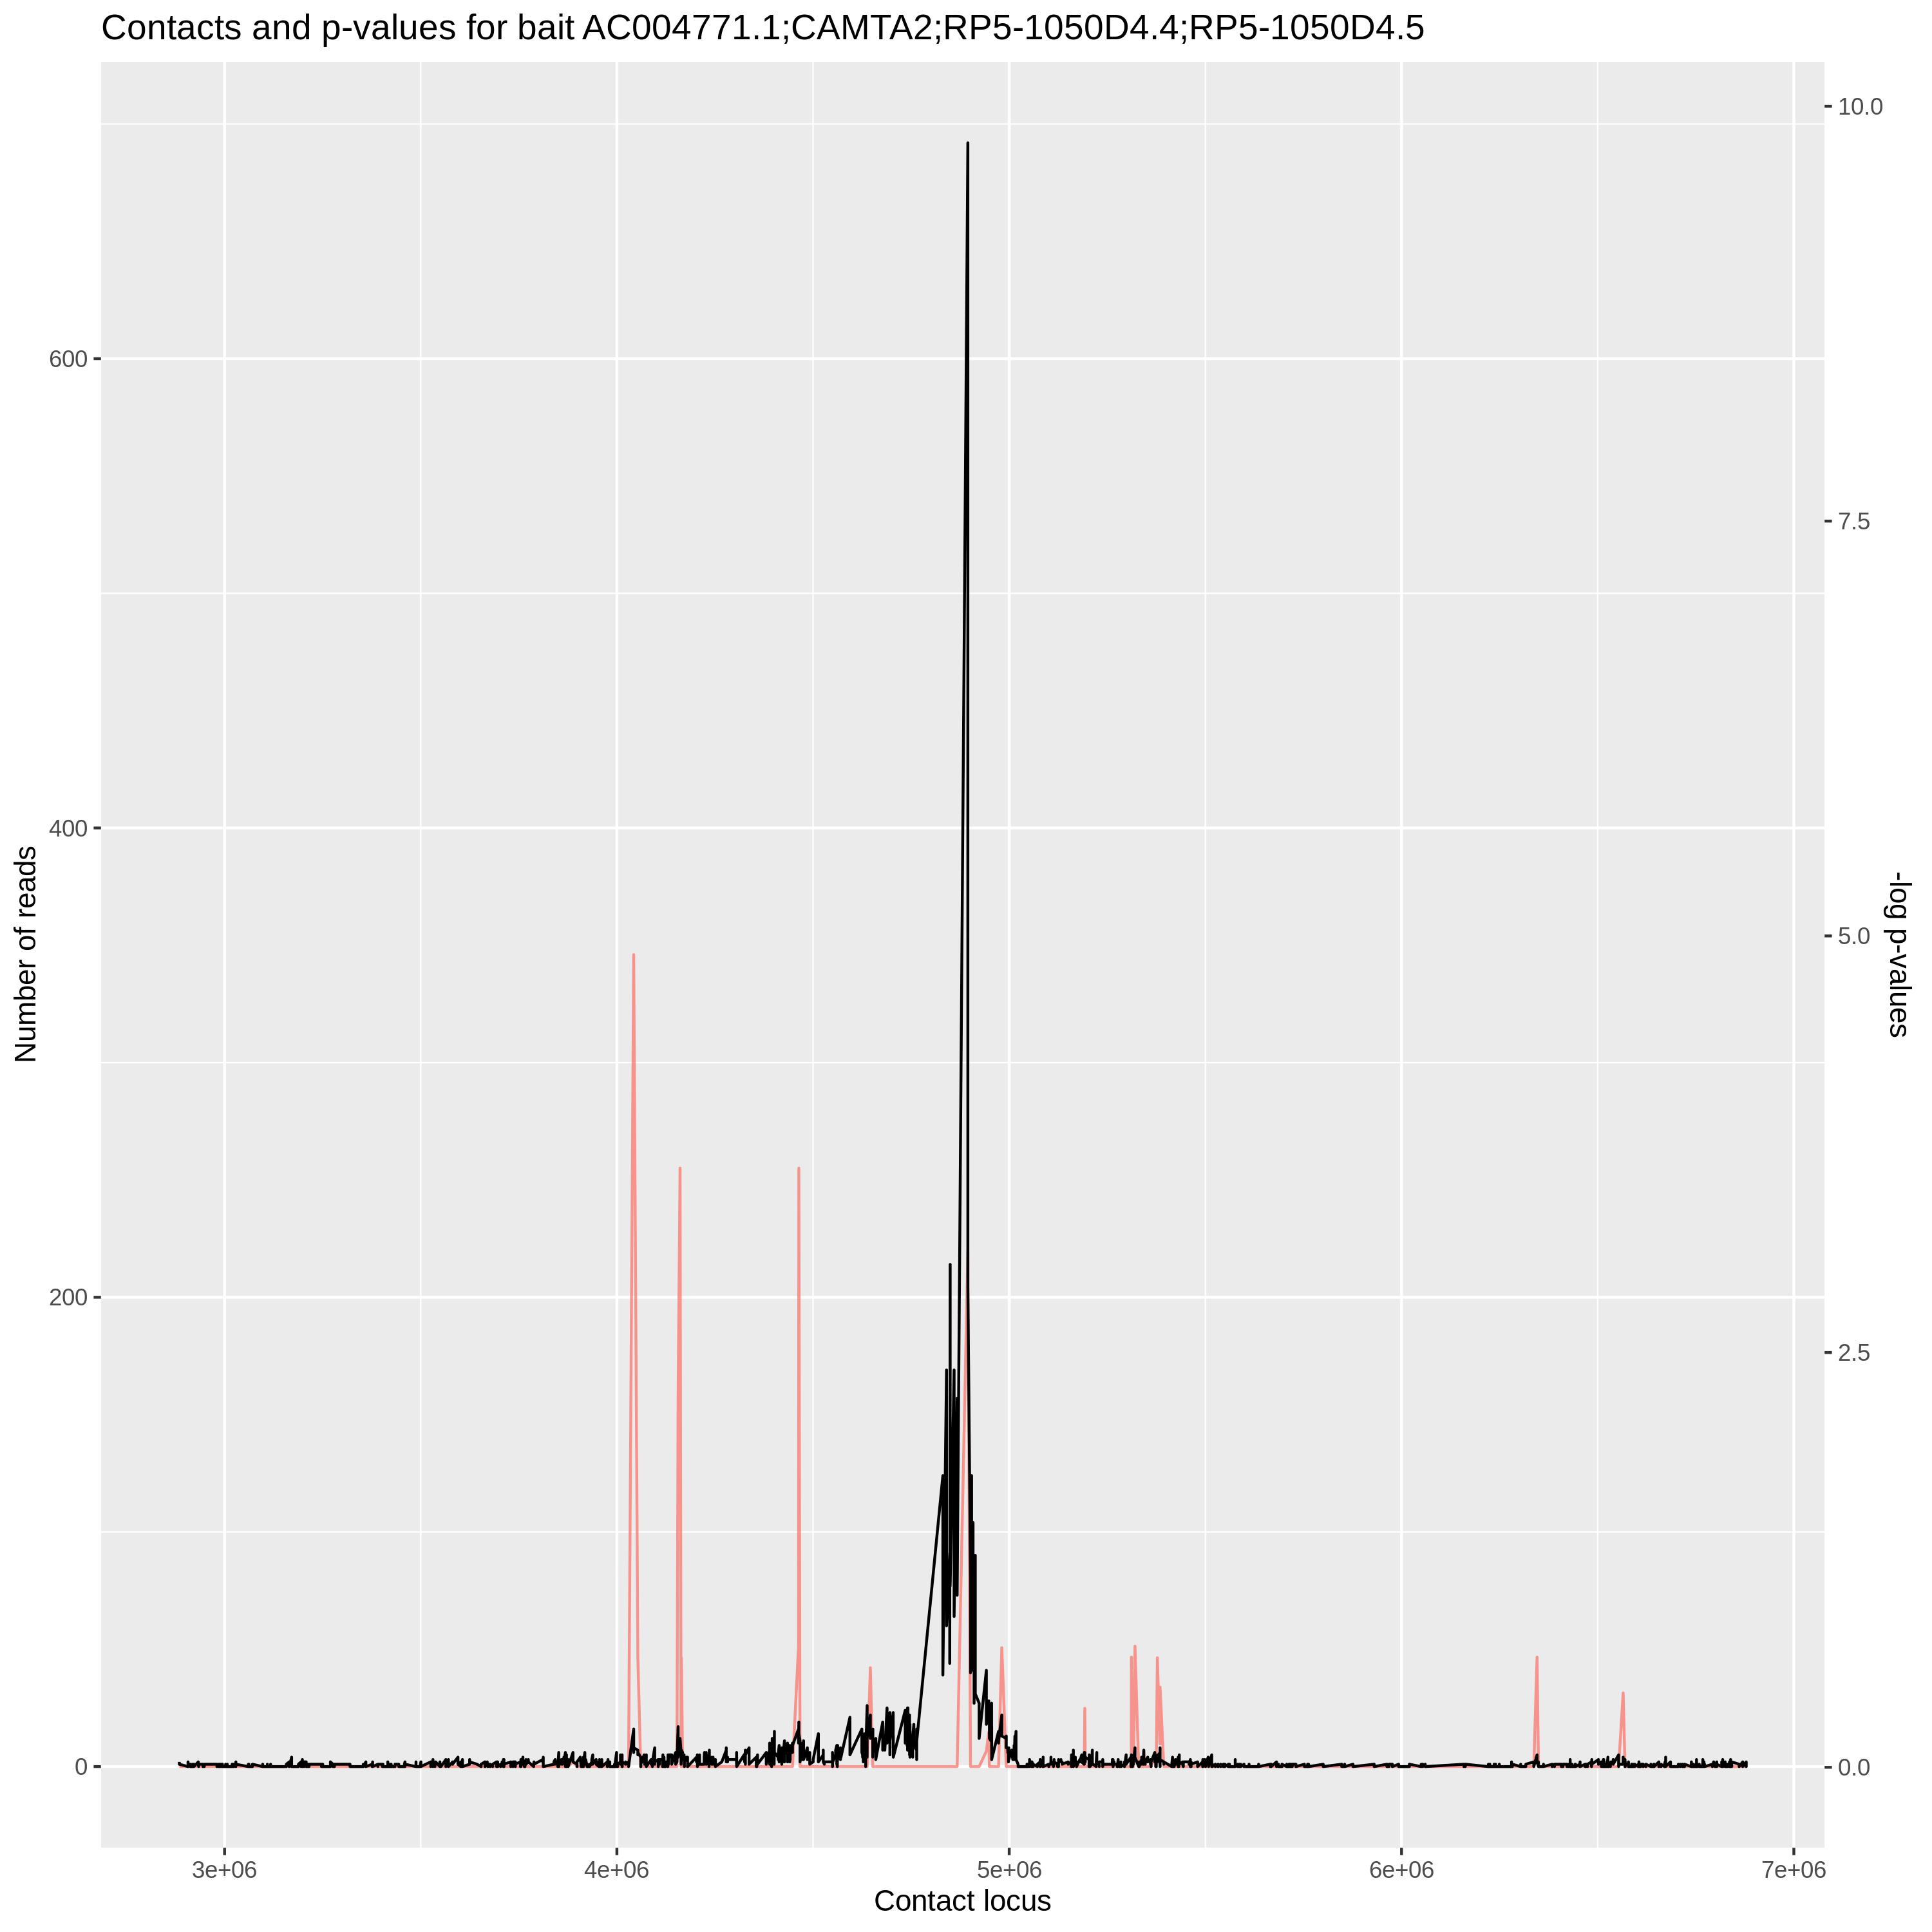 Contacts and p-values for bait AC004771.1;CAMTA2;RP5-1050D4.4;RP5-1050D4.5
10.0
600
7.5
400
Number of reads
5.0
-log p-values
200
2.5
0
0.0
3e+06
4e+06
5e+06
6e+06
7e+06
Contact locus